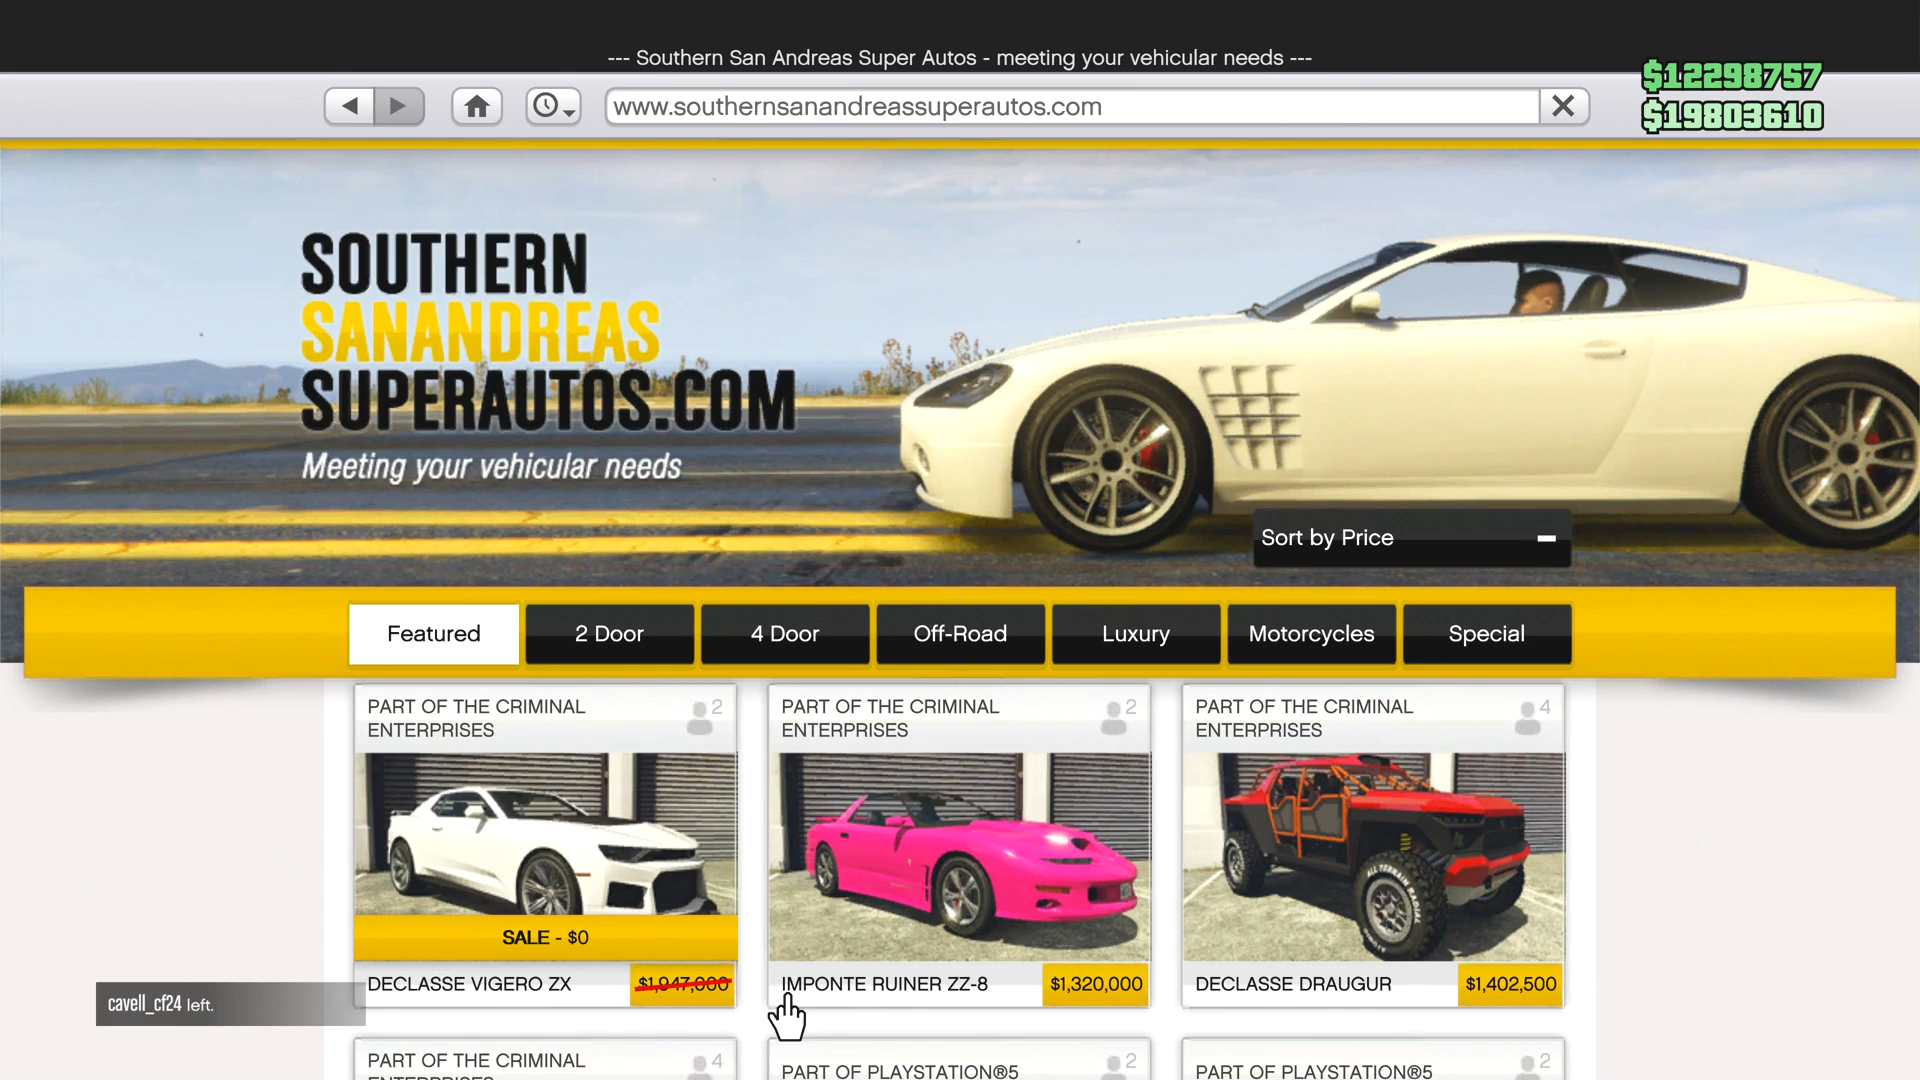 --- Southern San Andreas Super Autos - meeting your vehicular needs ---
www.southernsanandreassuperautos.com
$12298757
$19803610
SOUTHERN
SANANDREAS
SUPERAUTOS.COM
Meeting your vehicular needs
Sort by Price
Featured
2 Door
4 Door
Off-Road
Luxury
Motorcycles
Special
PART OF THE CRIMINAL
ENTERPRISES
2
PART OF THE CRIMINAL
ENTERPRISES
2
PART OF THE CRIMINAL
ENTERPRISES
4
ALL TERRAIN RADIAL
SALE - $0
DECLASSE VIGERO ZX
$1,947,000
IMPONTE RUINER ZZ-8
$1,320,000
DECLASSE DRAUGUR
$1,402,500
cavell_cf24 left.
PART OF THE CRIMINAL
ENTERPRISES
4
PART OF PLAYSTATION®5
2
PART OF PLAYSTATION®5
2